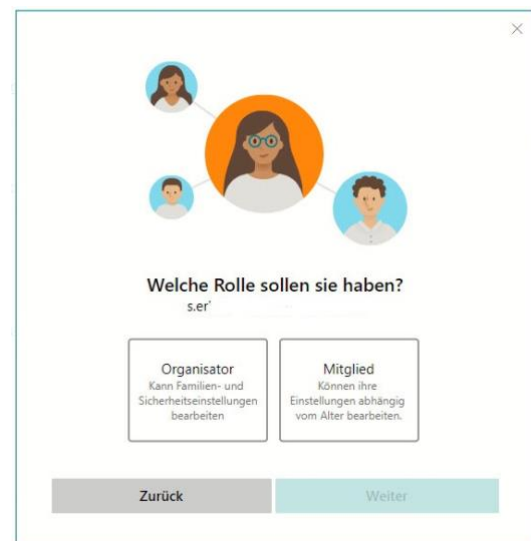 Welche Rolle sollen sie haben?
s.er'
Organisator
Kann Familien- und
Sicherheitseinstellungen
bearbeiten
Mitglied
Können ihre
Einstellungen abhängig
vom Alter bearbeiten.
Zurück
Weiter